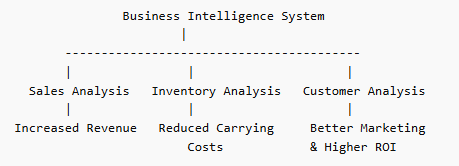 Business Intelligence System
|
-----------------------------------------
| | |
Sales Analysis Inventory Analysis Customer Analysis
| | |
Increased Revenue Reduced Carrying Better Marketing
Costs & Higher ROI